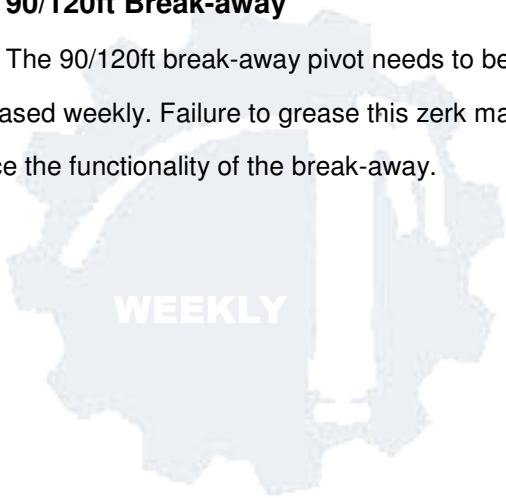 90/120ft Break-away
The 90/120ft break-away pivot needs to be
ased weekly. Failure to grease this zerk ma
ce the functionality of the break-away.
WEEKLY